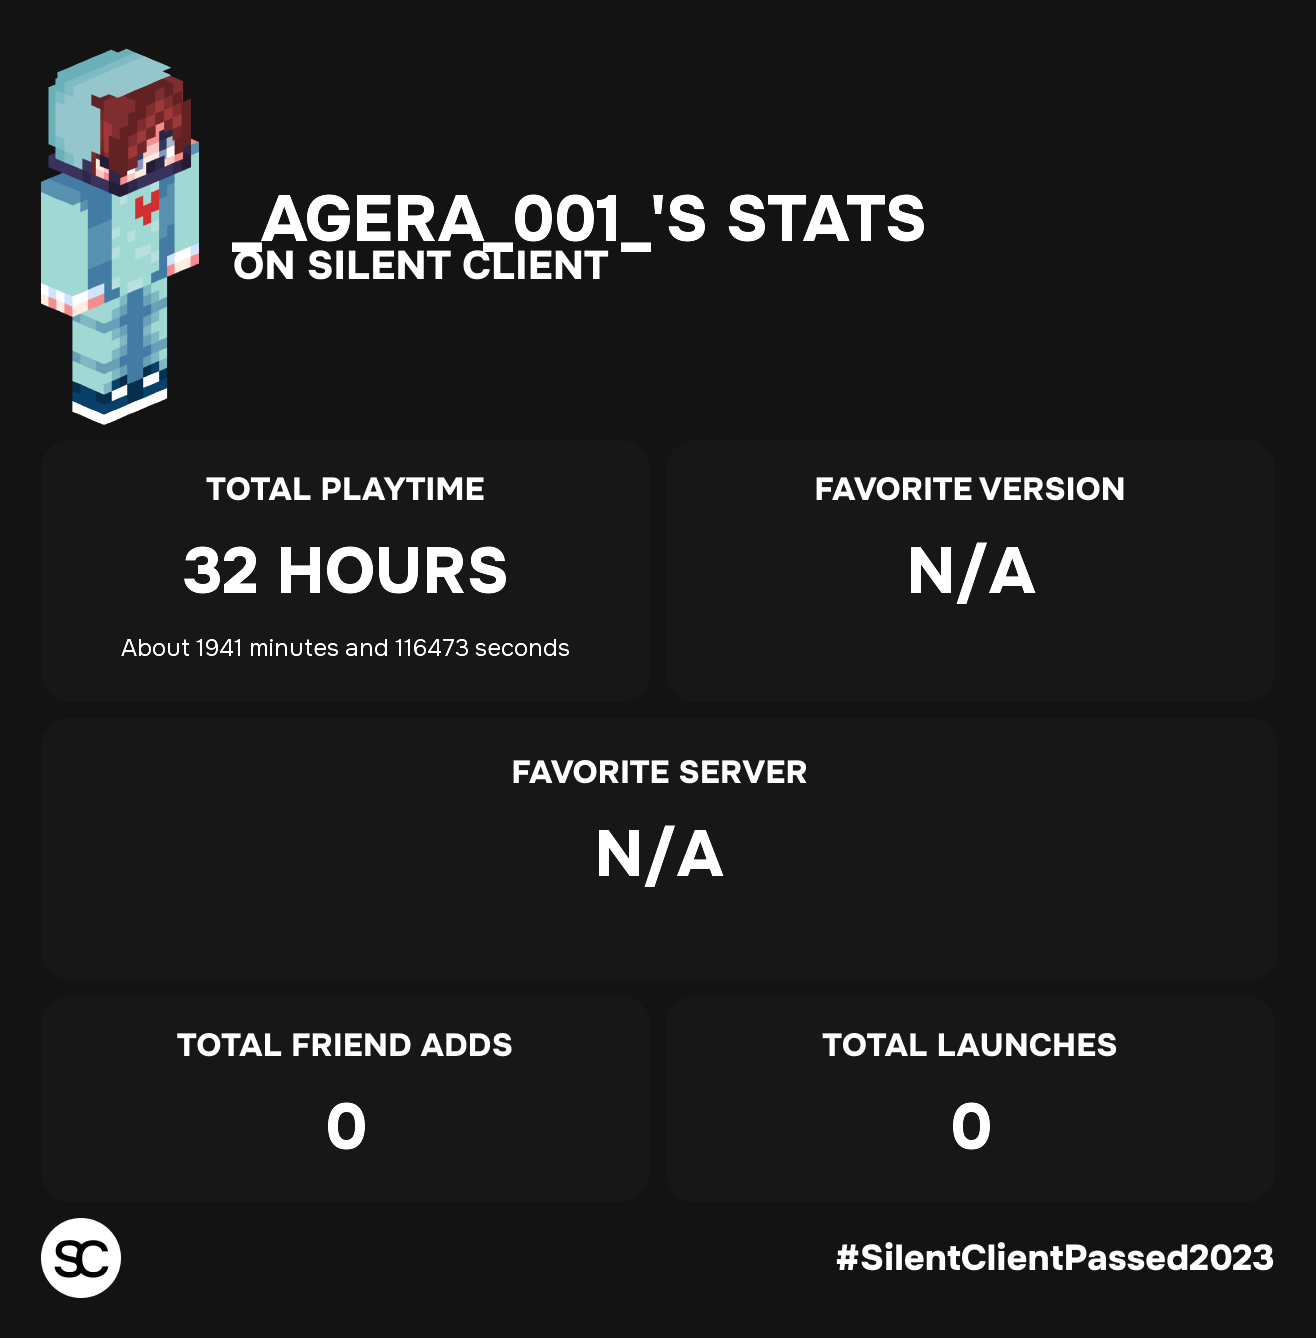 _AGERA_001_'S STATS
ON SILENT CLIENT
TOTAL PLAYTIME
32 HOURS
About 1941 minutes and 116473 seconds
FAVORITE VERSION
N/A
FAVORITE SERVER
N/A
TOTAL FRIEND ADDS
0
TOTAL LAUNCHES
0
SC
#SilentClientPassed2023